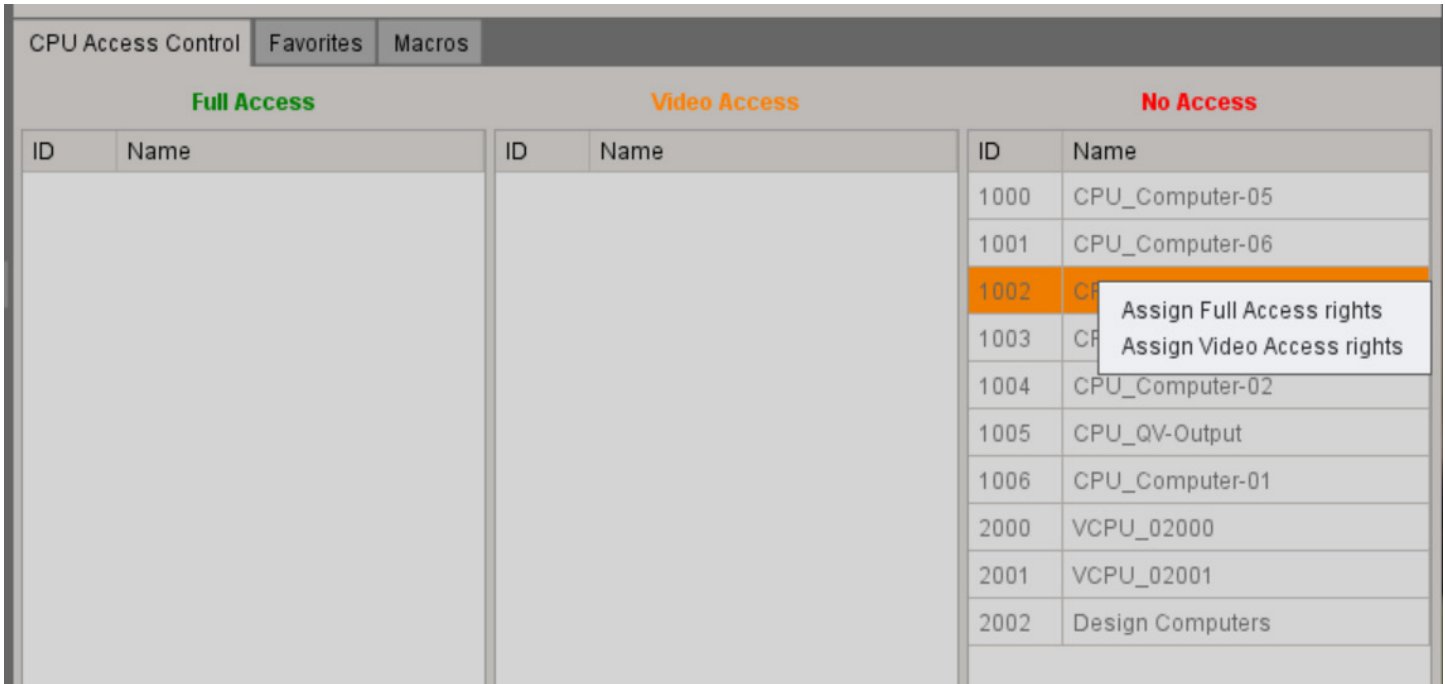 CPU Access Control Favorites Macros
Full Access Video Access No Access
ID Name ID Name ID Name
1000 CPU_Computer-05
1001 CPU_Computer-06
1002
Assign Full Access rights
1003
Assign Video Access rights
1004 CPU_Computer-02
1005 CPU_QV-Output
1006 CPU_Computer-01
2000 VCPU_02000
2001 VCPU_02001
2002 Design Computers